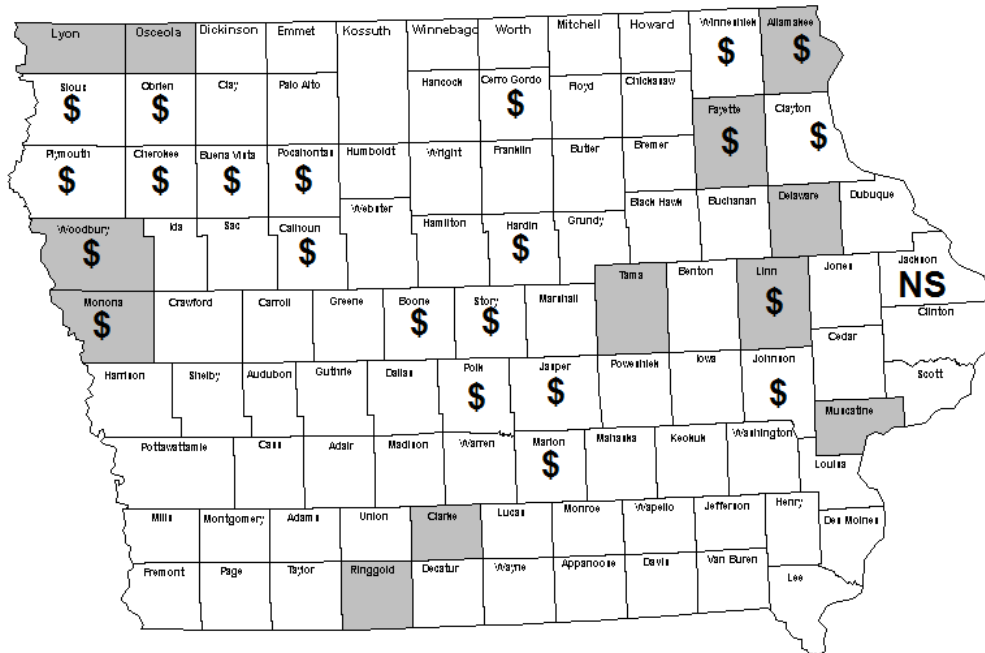 Lyon Osceola Dickinson Emmet Kossuth Winnebago Worth Mitchell Howard Winneshiek Allamakee
$ $
Sioux Obrien Clay Palo Alto Hancock Cerro Gordo Floyd Chickasaw
$ $ $
Fayette Clayton
$ $
Plymouth Cherokee Buena Vista Pocahontas Humboldt Wright Franklin Butler Bremer
$ $ $ $
Webster Black Hawk Buchanan Delaware Dubuque
Woodbury Ida Sac Calhoun Hamilton Hardin Grundy
$ $ $
Tama Benton Linn Jones Jackson
$ NS
Monona Crawford Carroll Greene Boone Story Marshall Clinton
$ $ $
Cedar
Harrison Shelby Audubon Guthrie Dallas Polk Jasper Poweshiek Iowa Johnson Scott
$ $ $
Muscatine
Pottawattamie Cass Adair Madison Warren Marion Mahaska Keokuk Washington
$
Louisa
Mills Montgomery Adams Union Clarke Lucas Monroe Wapello Jefferson Henry Des Moines
Fremont Page Taylor Ringgold Decatur Wayne Appanoose Davis Van Buren Lee